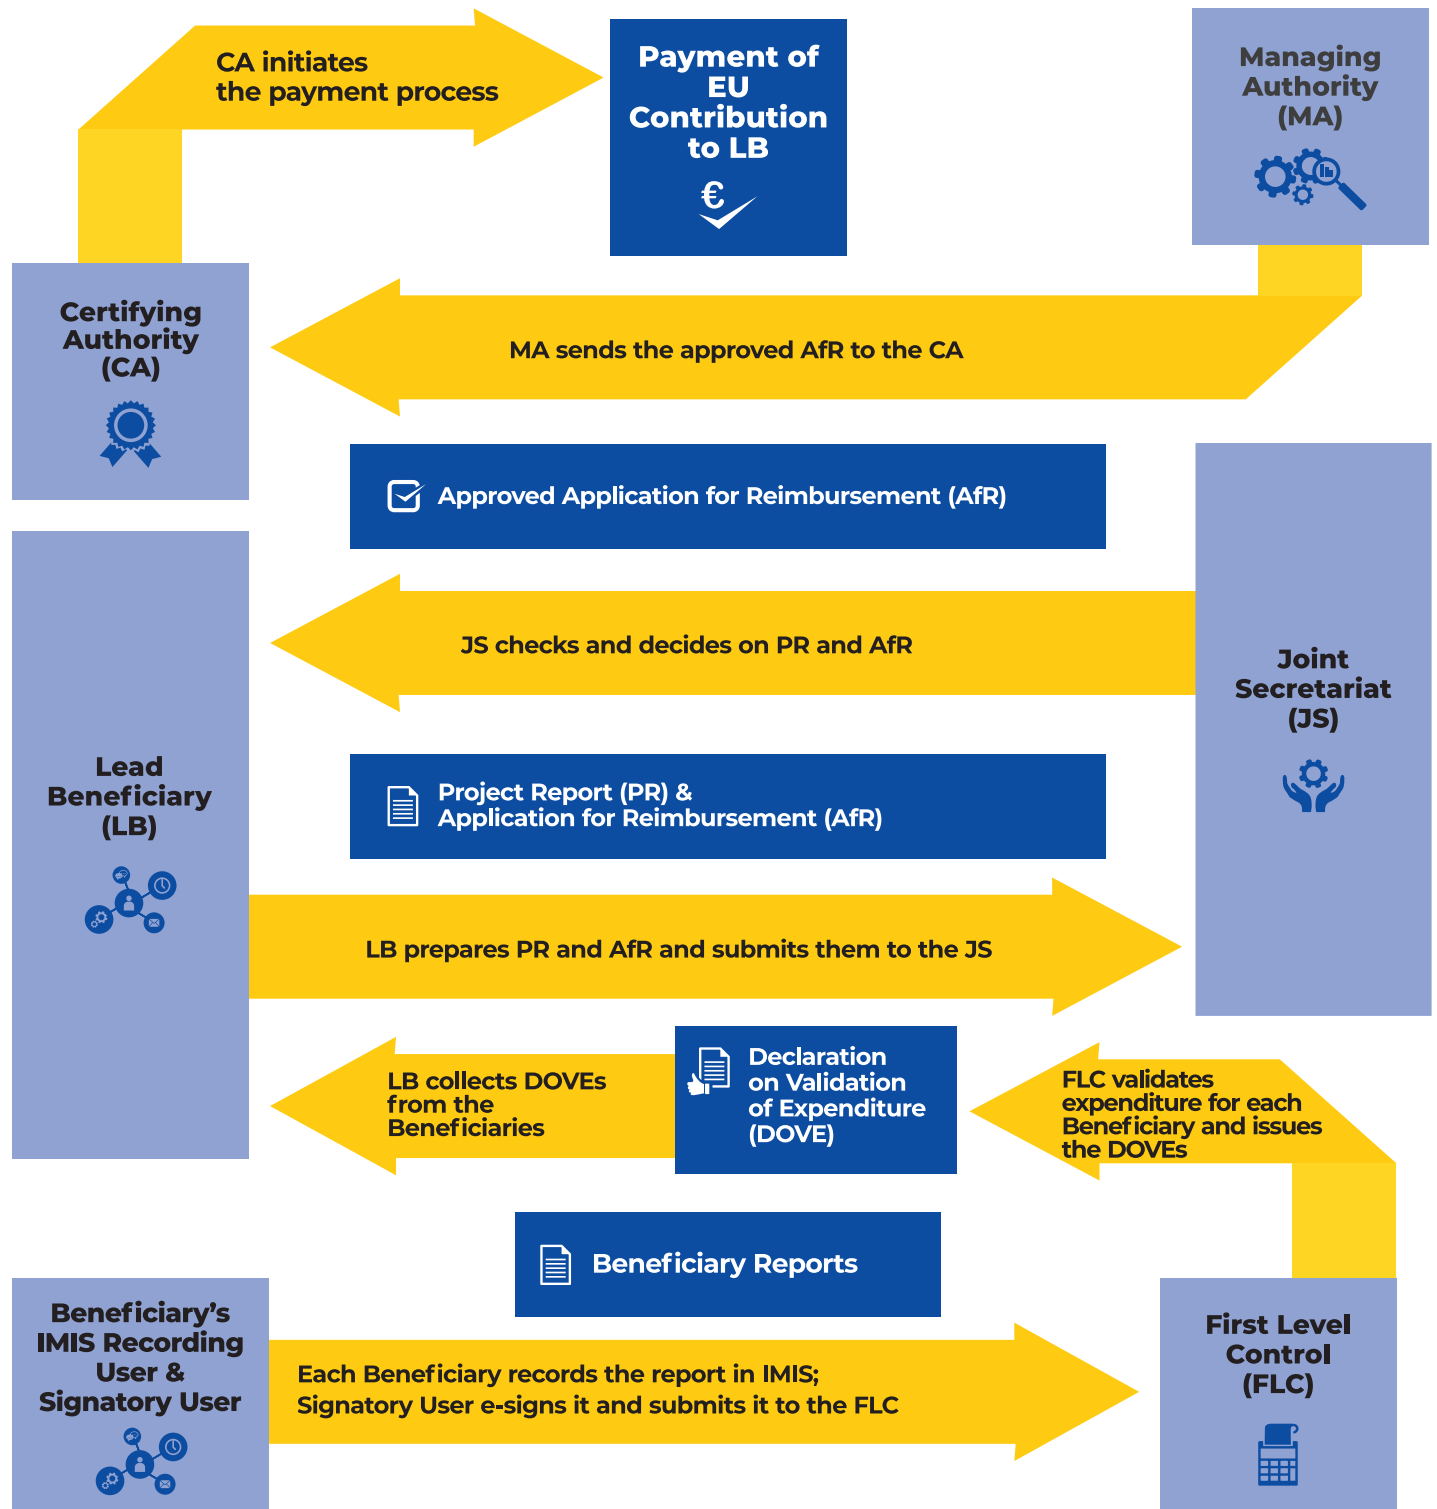 CA initiates
the payment process
Payment of
EU
Contribution
to LB
€
Managing
Authority
(MA)
Certifying
Authority
(CA)
MA sends the approved AfR to the CA
Approved Application for Reimbursement (AfR)
JS checks and decides on PR and AfR
Joint
Secretariat
(JS)
Lead
Beneficiary
(LB)
Project Report (PR) &
Application for Reimbursement (AfR)
LB prepares PR and AfR and submits them to the JS
LB collects DOVEs
from the
Beneficiaries
Declaration
on Validation
of Expenditure
(DOVE)
FLC validates
expenditure for each
Beneficiary and issues
the DOVEs
Beneficiary Reports
Beneficiary’s
IMIS Recording
User &
Signatory User
Each Beneficiary records the report in IMIS;
Signatory User e-signs it and submits it to the FLC
First Level
Control
(FLC)